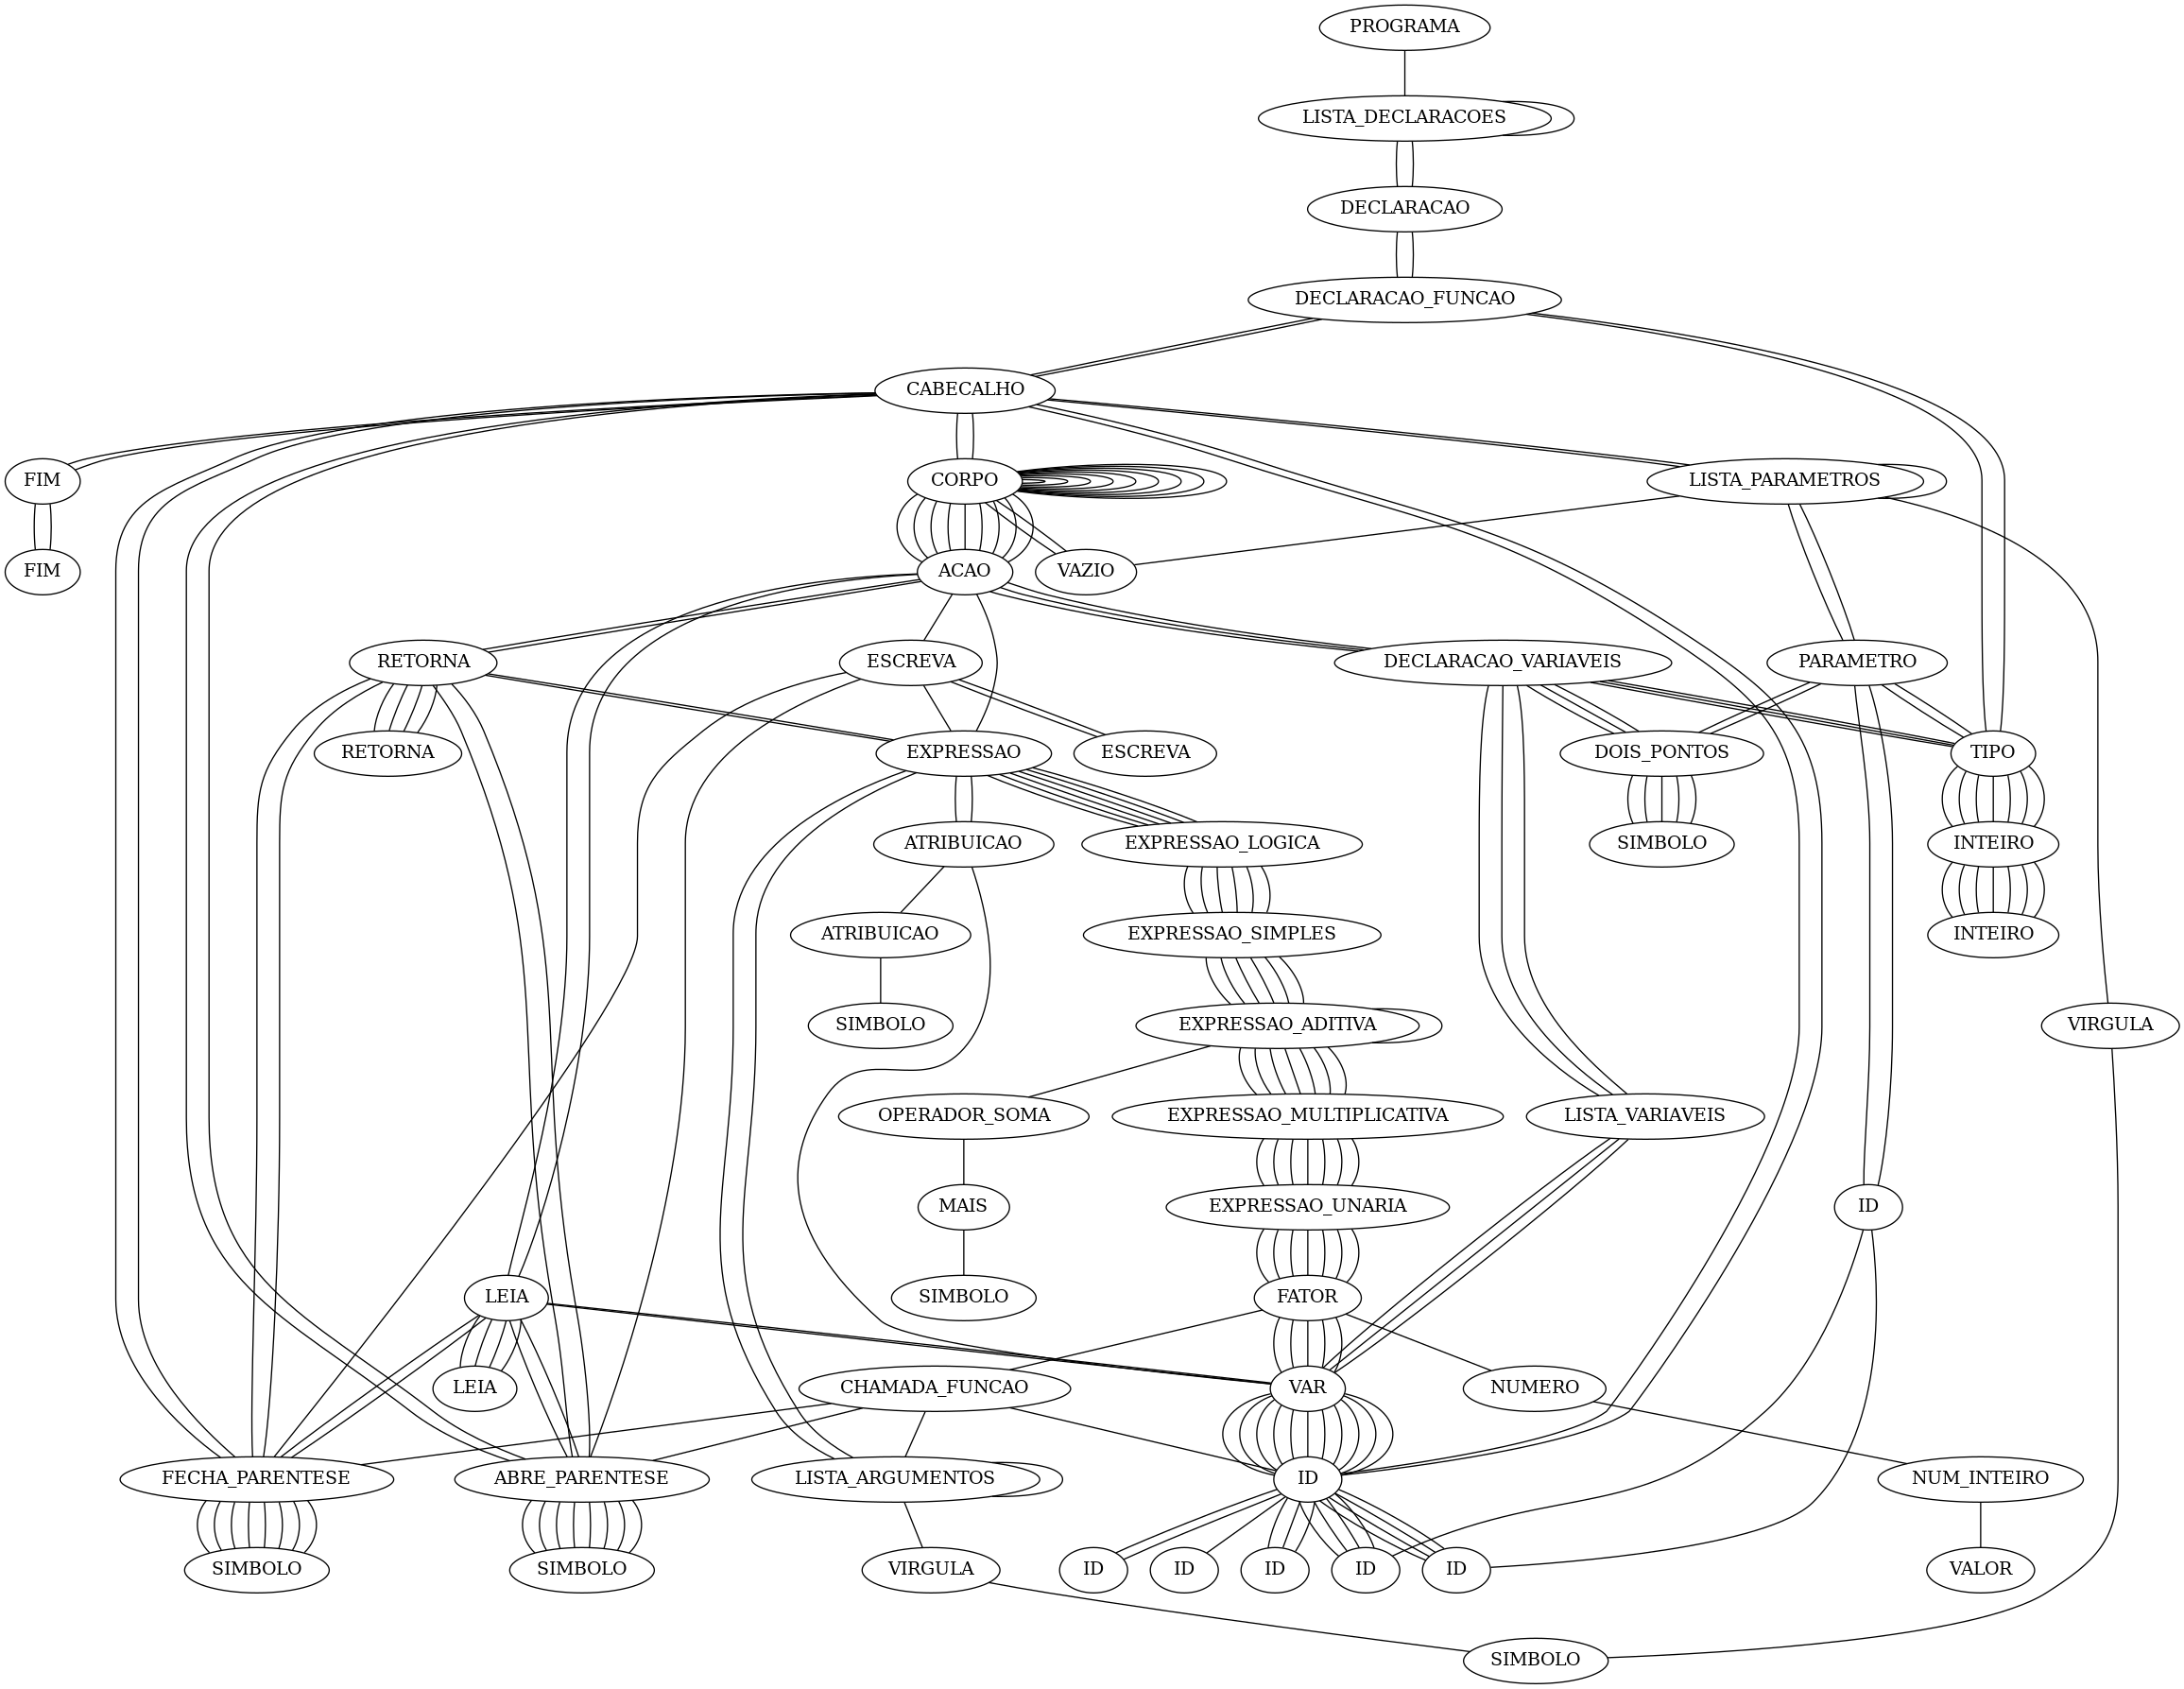 PROGRAMA
LISTA_DECLARACOES
DECLARACAO
DECLARACAO_FUNCAO
CABECALHO
FIM
CORPO
LISTA_PARAMETROS
FIM
ACAO
VAZIO
RETORNA
ESCREVA
DECLARACAO_VARIAVEIS
PARAMETRO
RETORNA
EXPRESSAO
ESCREVA
DOIS_PONTOS
TIPO
ATRIBUICAO
EXPRESSAO_LOGICA
SIMBOLO
INTEIRO
ATRIBUICAO
EXPRESSAO_SIMPLES
INTEIRO
SIMBOLO
EXPRESSAO_ADITIVA
VIRGULA
OPERADOR_SOMA
EXPRESSAO_MULTIPLICATIVA
LISTA_VARIAVEIS
MAIS
EXPRESSAO_UNARIA
ID
LEIA
SIMBOLO
FATOR
LEIA
CHAMADA_FUNCAO
VAR
NUMERO
FECHA_PARENTESE
ABRE_PARENTESE
LISTA_ARGUMENTOS
ID
NUM_INTEIRO
SIMBOLO
SIMBOLO
VIRGULA
ID
ID
ID
ID
ID
VALOR
SIMBOLO